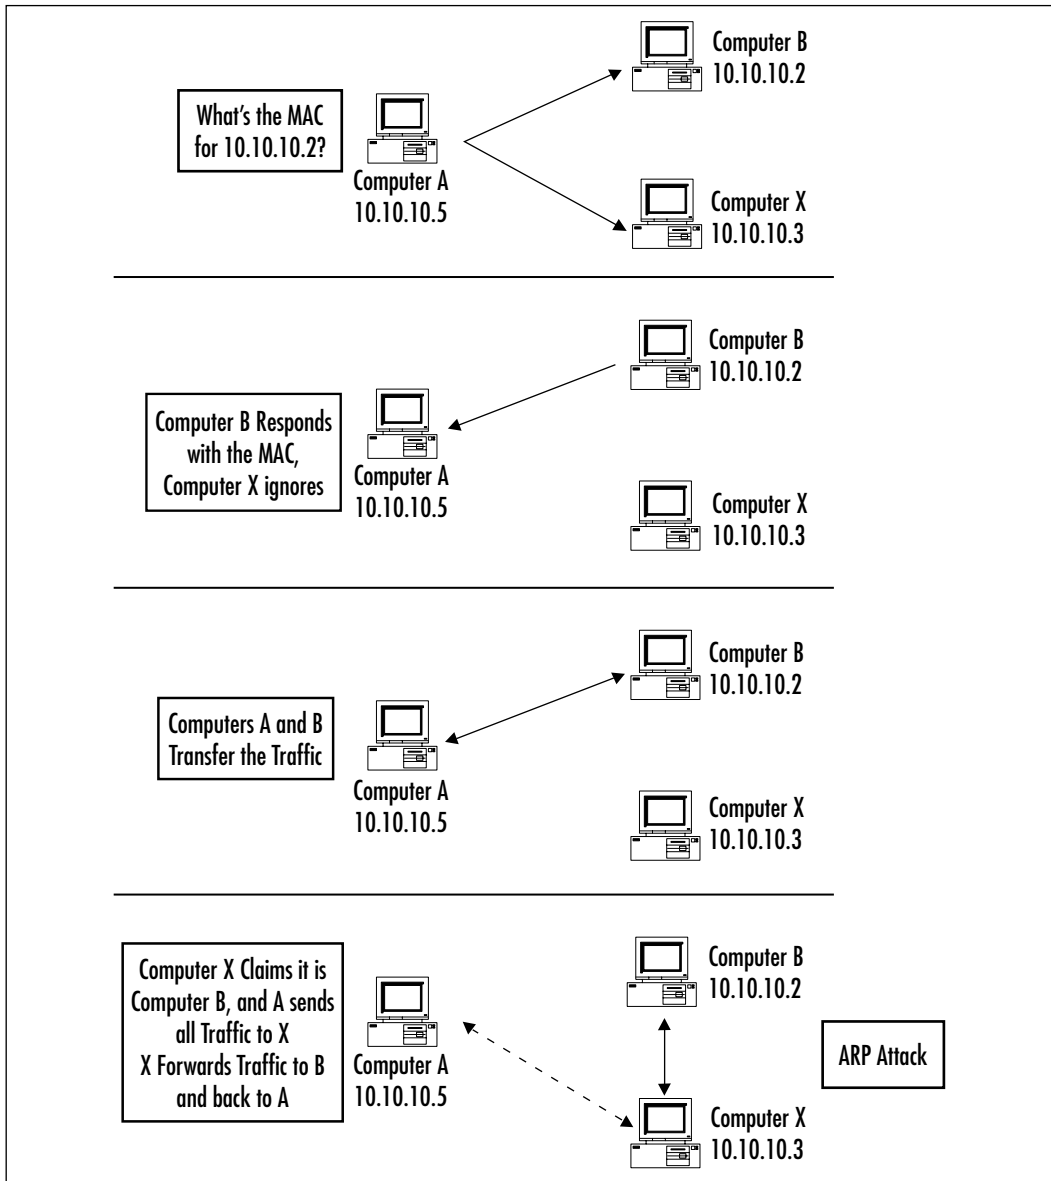 What's the MAC
for 10.10.10.2?
Computer A
10.10.10.5
Computer B
10.10.10.2
Computer X
10.10.10.3
Computer B Responds
with the MAC,
Computer X ignores
Computer A
10.10.10.5
Computer B
10.10.10.2
Computer X
10.10.10.3
Computers A and B
Transfer the Traffic
Computer A
10.10.10.5
Computer B
10.10.10.2
Computer X
10.10.10.3
Computer X Claims it is
Computer B, and A sends
all Traffic to X
X Forwards Traffic to B
and back to A
Computer A
10.10.10.5
Computer B
10.10.10.2
Computer X
10.10.10.3
ARP Attack